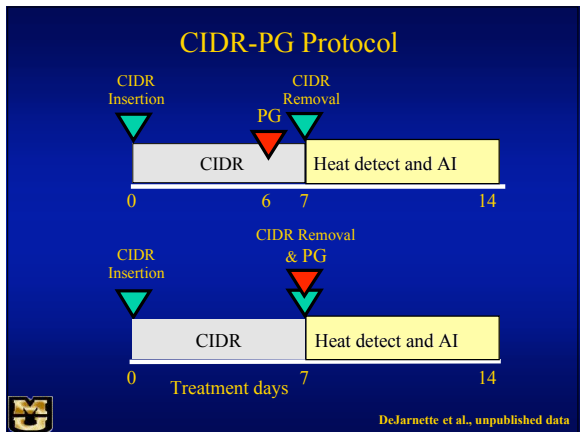 CIDR-PG Protocol
CIDR
Insertion
CIDR
Removal
PG
CIDR
Heat detect and AI
0
6
7
14
CIDR Removal
& PG
CIDR
Insertion
CIDR
Heat detect and AI
0
Treatment days
7
14
DeJarnette et al., unpublished data